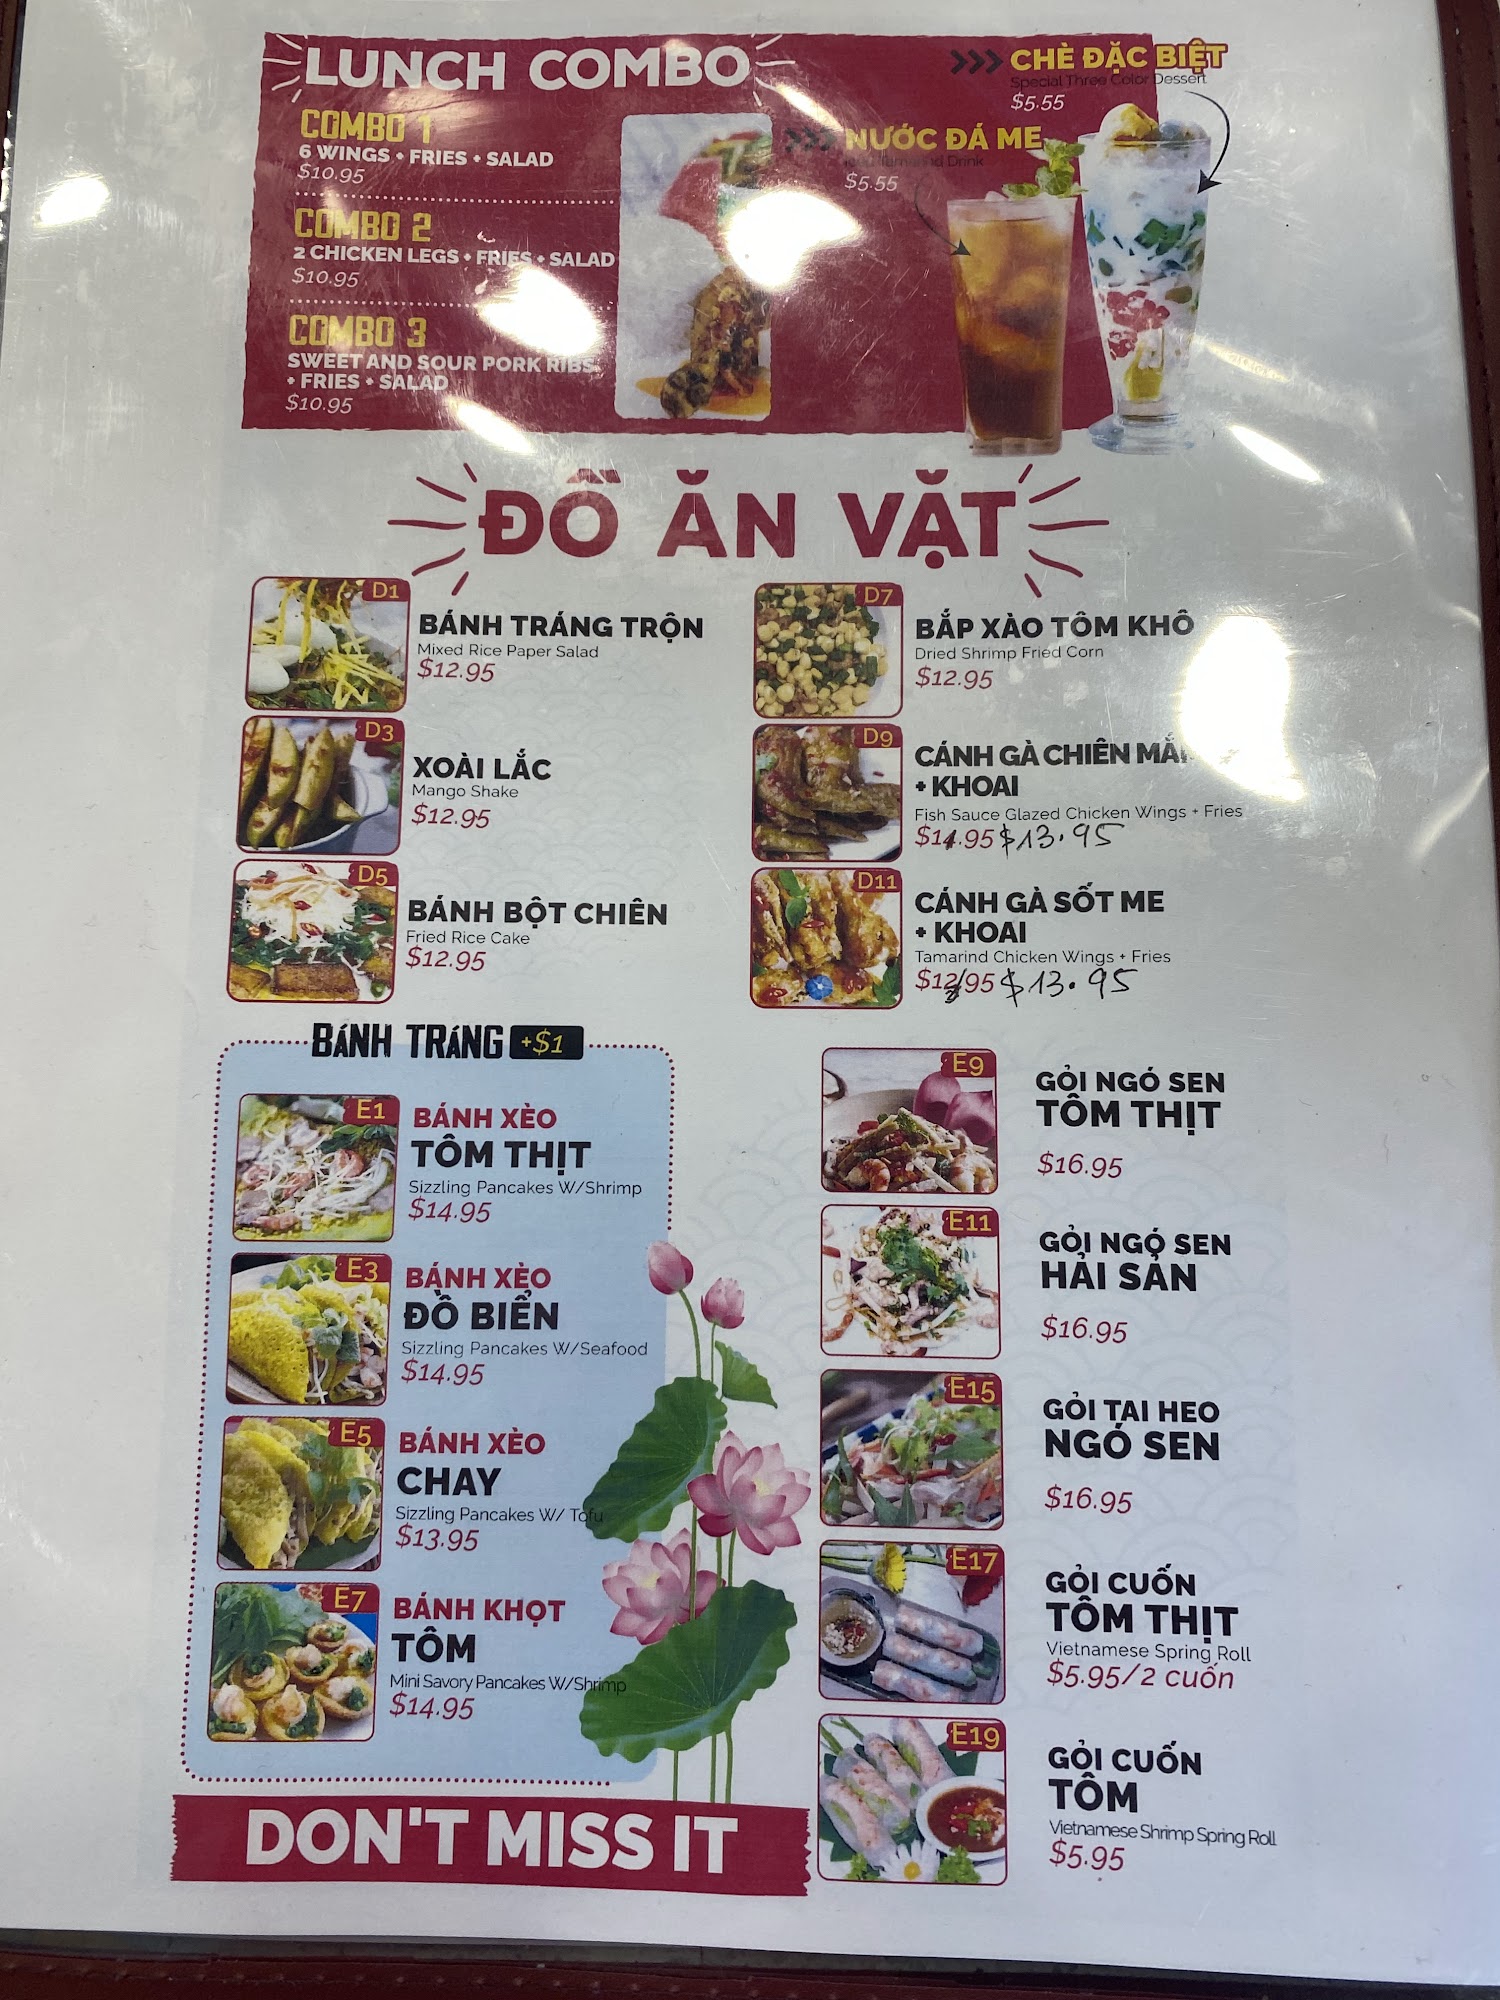 LUNCH COMBO
COMBO 1
6 WINGS + FRIES + SALAD
$10.95
COMBO 2
2 CHICKEN LEGS + FRIES + SALAD
$10.95
COMBO 3
SWEET AND SOUR PORK RIBS
+ FRIES + SALAD
$10.95
>>> CHÈ ĐẶC BIỆT
Special Three Color Dessert
$5.55
>>> NƯỚC ĐÁ ME
Tamarind Drink
$5.55
ĐỒ ĂN VẶT
D1
BÁNH TRÁNG TRỘN
Mixed Rice Paper Salad
$12.95
D3
XOÀI LẮC
Mango Shake
$12.95
D5
BÁNH BỘT CHIÊN
Fried Rice Cake
$12.95
D7
BẮP XÀO TÔM KHÔ
Dried Shrimp Fried Corn
$12.95
D9
CÁNH GÀ CHIÊN
+ KHOAI
Fish Sauce Glazed Chicken Wings + Fries
$11.95 $13.95
D11
CÁNH GÀ SỐT ME
+ KHOAI
Tamarind Chicken Wings + Fries
$12.95 $13.95
BÁNH TRÁNG +$1
E1
BÁNH XÈO
TÔM THỊT
Sizzling Pancakes W/Shrimp
$14.95
E3
BÁNH XÈO
ĐỒ BIỂN
Sizzling Pancakes W/Seafood
$14.95
E5
BÁNH XÈO
CHAY
Sizzling Pancakes W/ Tofu
$13.95
E7
BÁNH KHỌT
TÔM
Mini Savory Pancakes W/Shrimp
$14.95
DON'T MISS IT
E9
GỎI NGÓ SEN
TÔM THỊT
$16.95
E11
GỎI NGÓ SEN
HẢI SẢN
$16.95
E15
GỎI TAI HEO
NGÓ SEN
$16.95
E17
GỎI CUỐN
TÔM THỊT
Vietnamese Spring Roll
$5.95/2 cuốn
E19
GỎI CUỐN
TÔM
Vietnamese Shrimp Spring Roll
$5.95